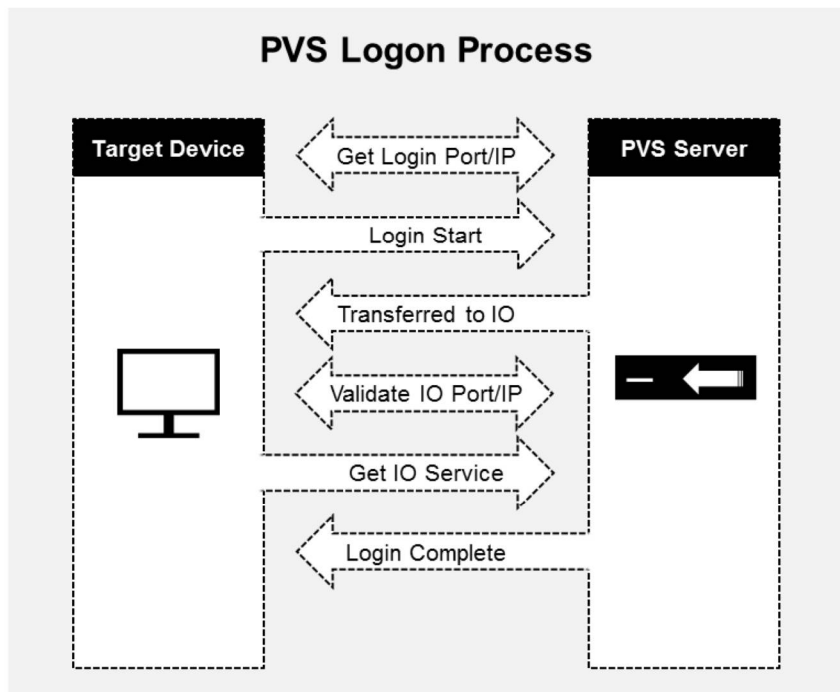 PVS Logon Process
Target Device
PVS Server
Get Login Port/IP
Login Start
Transferred to IO
Validate IO Port/IP
Get IO Service
Login Complete